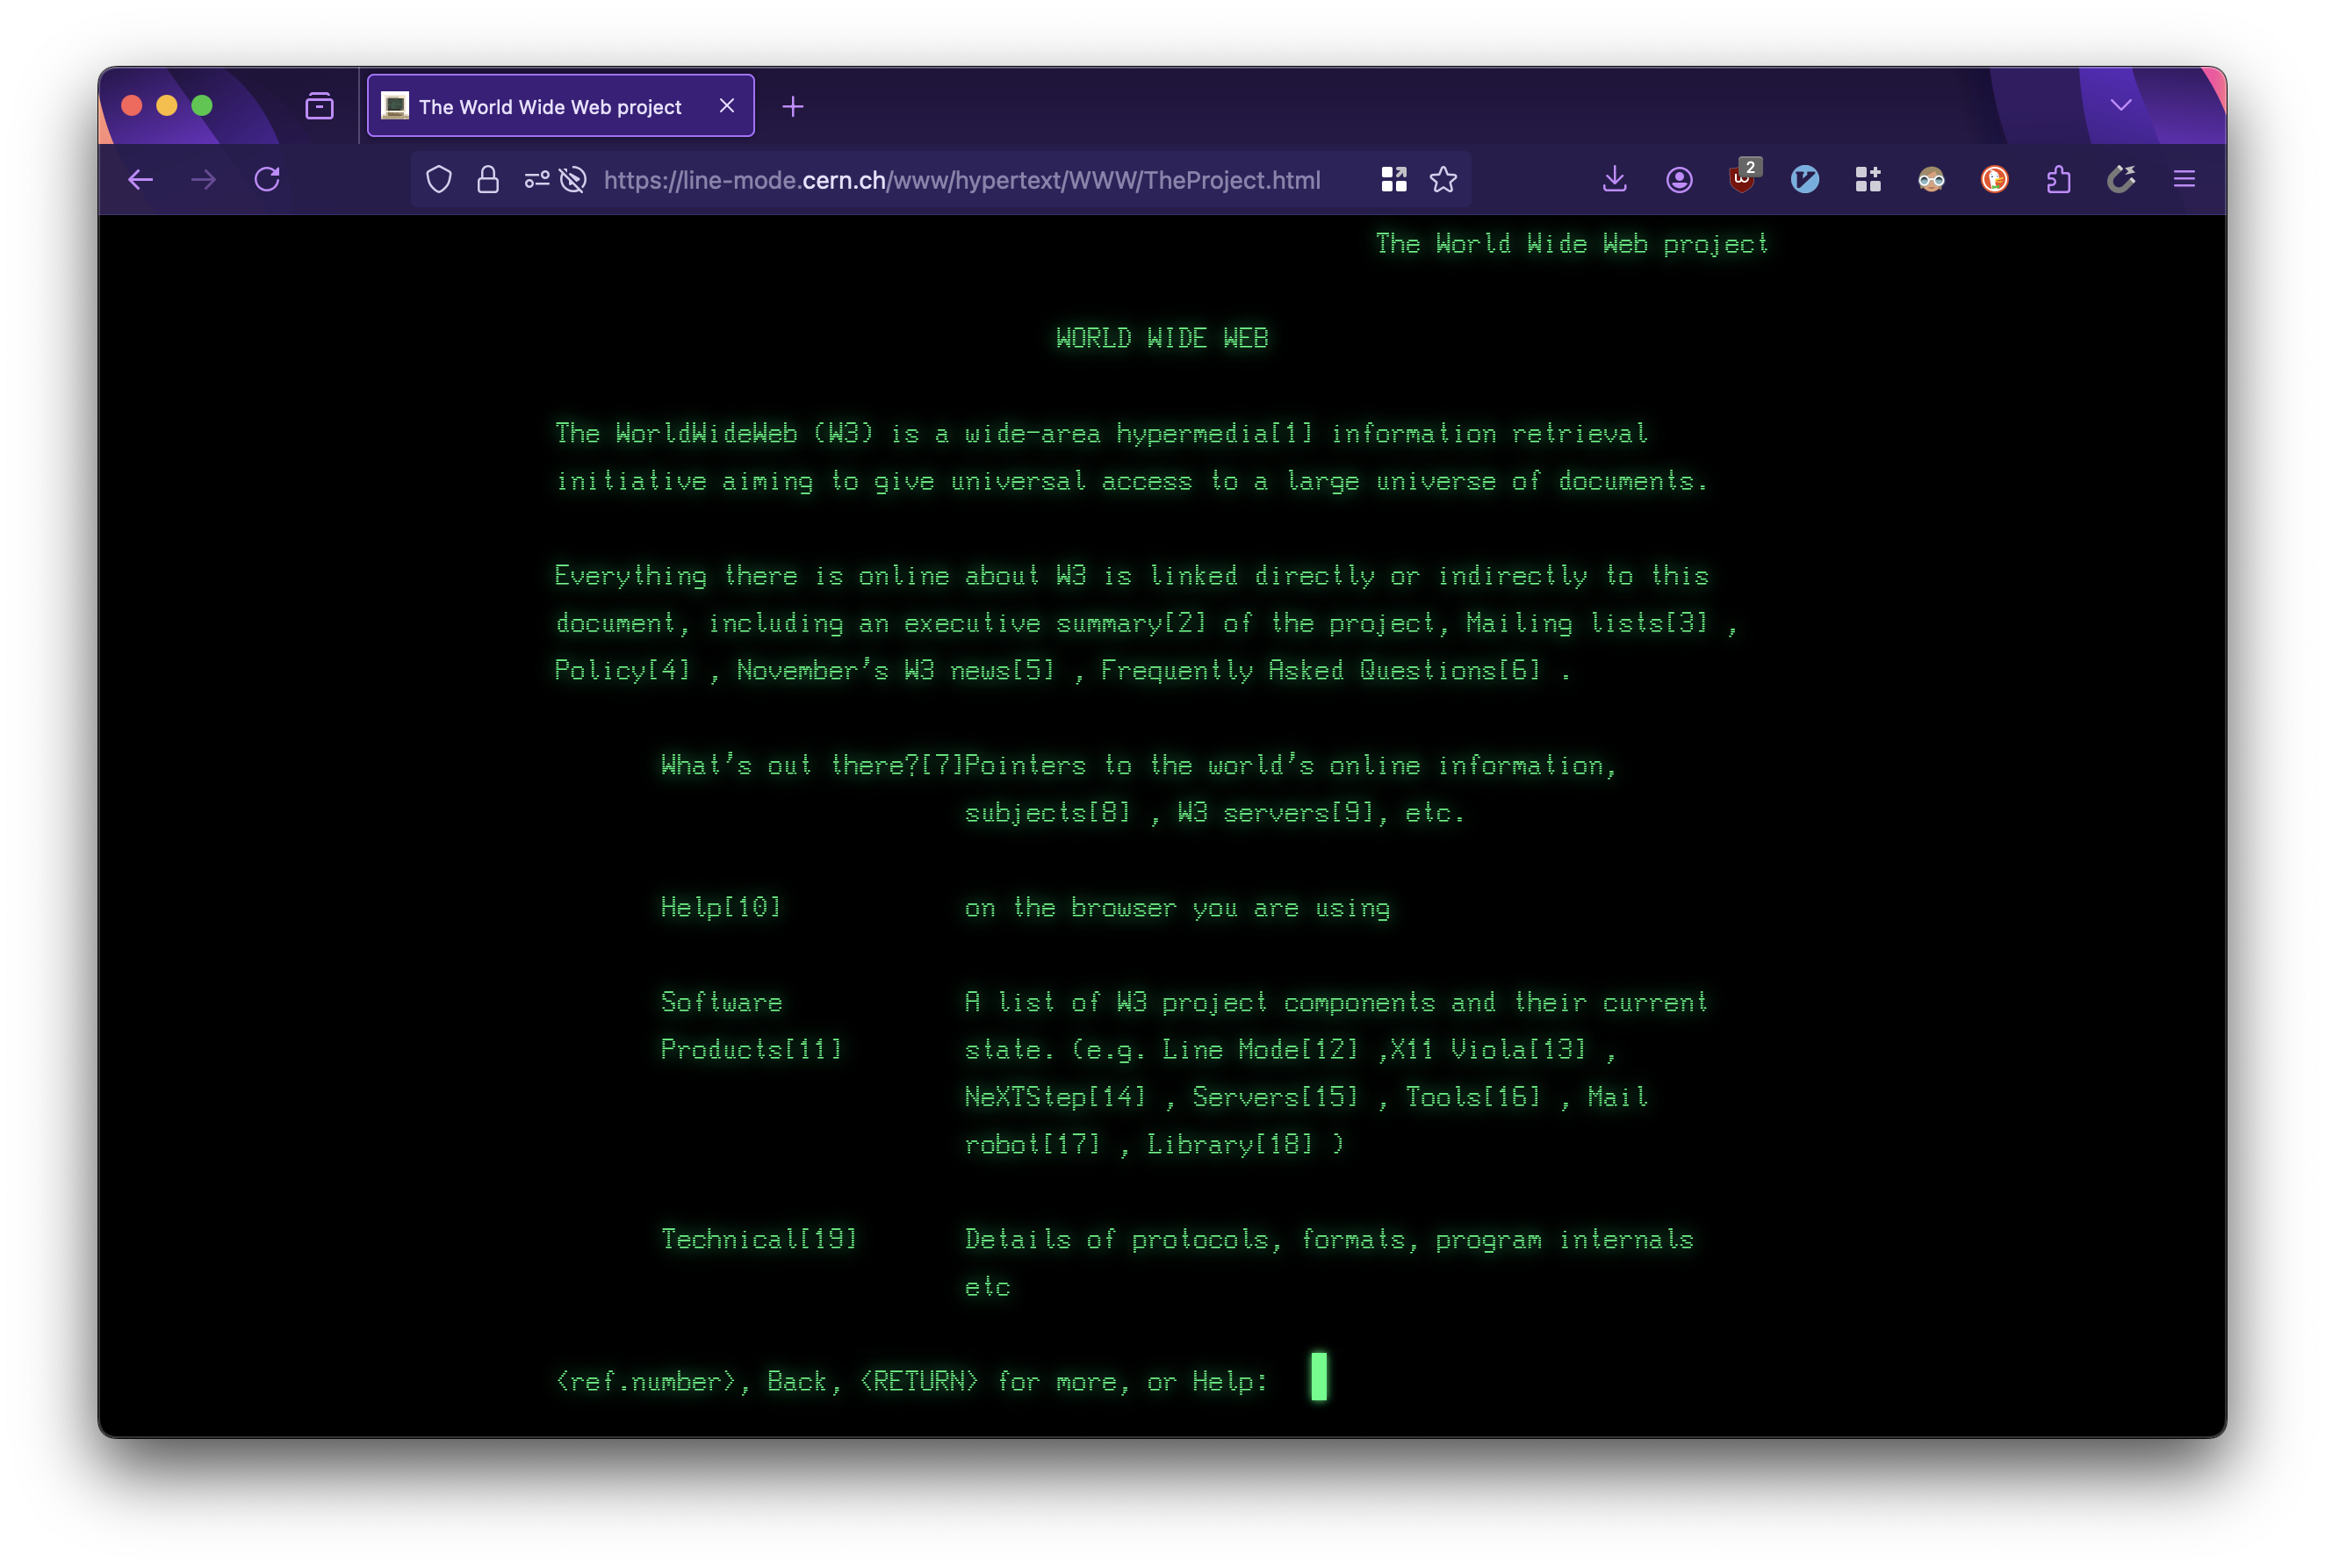 The World Wide Web project
https://line-mode.cern.ch/www/hypertext/WWW/TheProject.html
2
The World Wide Web project
WORLD WIDE WEB
The WorldWideWeb (W3) is a wide-area hypermedia[1] information retrieval
initiative aiming to give universal access to a large universe of documents.
Everything there is online about W3 is linked directly or indirectly to this
document, including an executive summary[2] of the project, Mailing lists[3] ,
Policy[4] , November's W3 news[5] , Frequently Asked Questions[6] .
What's out there?[7]Pointers to the world's online information,
subjects[8] , W3 servers[9], etc.
Help[10] on the browser you are using
Software A list of W3 project components and their current
Products[11] state. (e.g. Line Mode[12] ,X11 Viola[13] ,
NeXTStep[14] , Servers[15] , Tools[16] , Mail
robot[17] , Library[18] )
Technical[19] Details of protocols, formats, program internals
etc
<ref.number>, Back, <RETURN> for more, or Help: